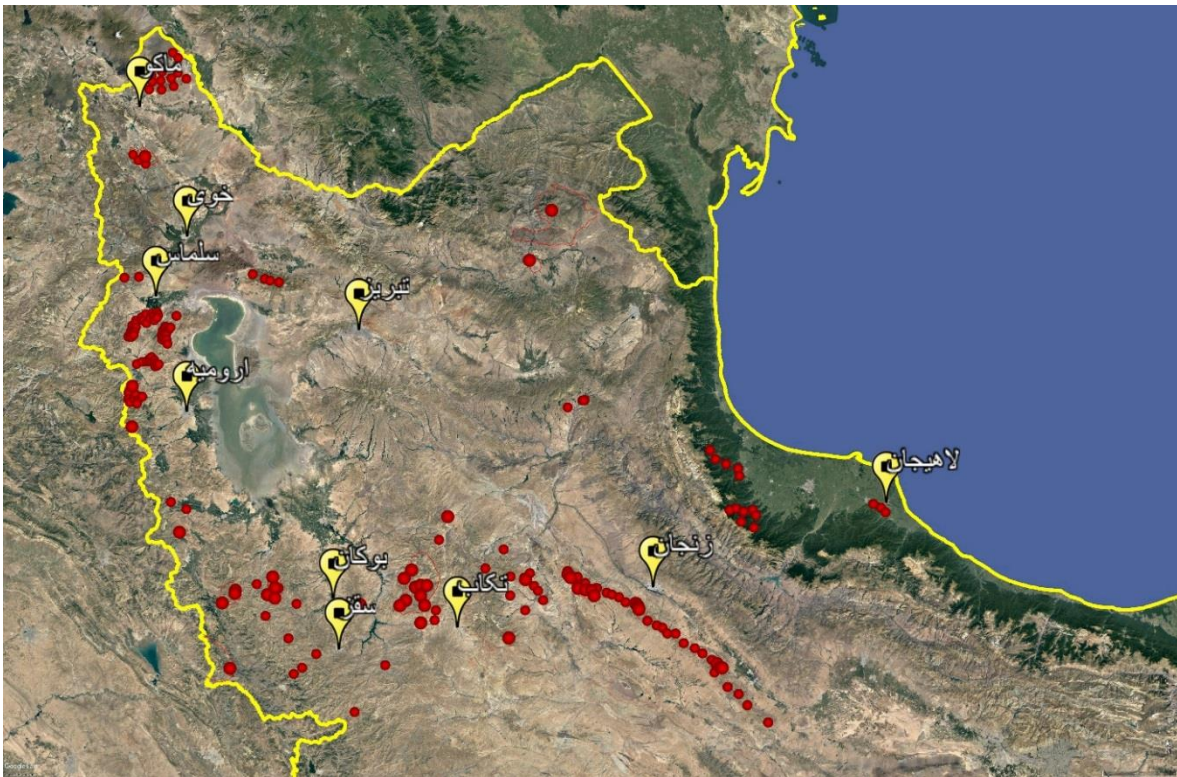 ماکو
خوی
سلماس
تبریز
ارومیه
لاهیجان
زنجان
بوکان
تکاب
سقز